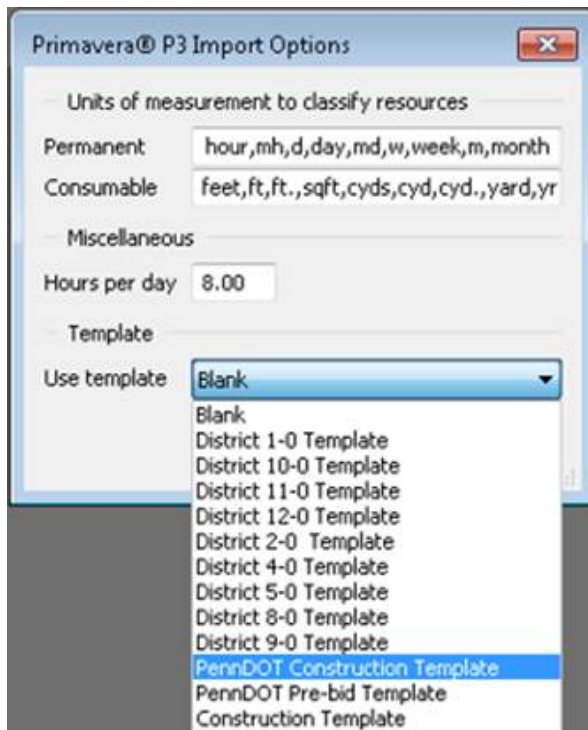 Primavera® P3 Import Options
Units of measurement to classify resources
Permanent hour,mh,d,day,md,w,week,m,month
Consumable feet,ft,ft.,sqft,cyds,cyd,cyd.,yard,yr
Miscellaneous
Hours per day 8.00
Template
Use template Blank
Blank
District 1-0 Template
District 10-0 Template
District 11-0 Template
District 12-0 Template
District 2-0  Template
District 4-0 Template
District 5-0 Template
District 8-0 Template
District 9-0 Template
PennDOT Construction Template
PennDOT Pre-bid Template
Construction Template